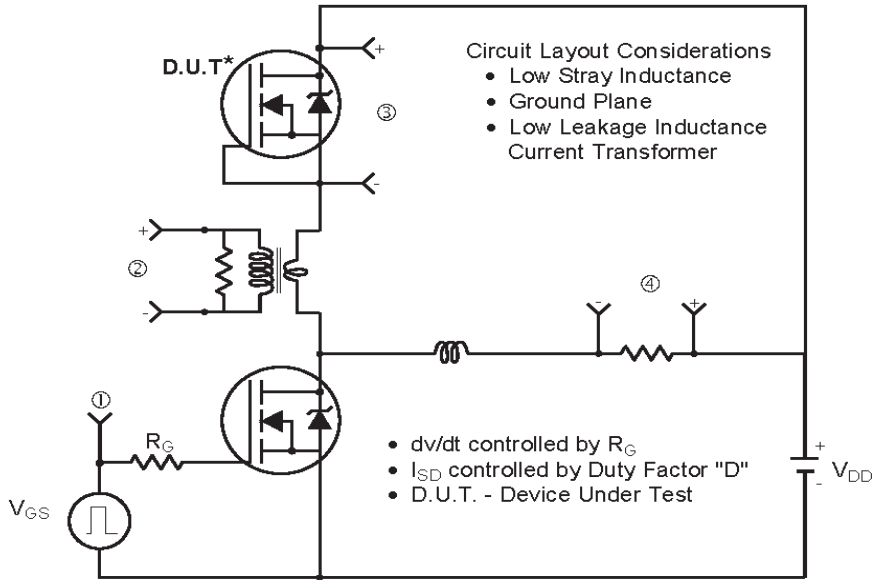 D.U.T*
+
③
-
Circuit Layout Considerations
• Low Stray Inductance
• Ground Plane
• Low Leakage Inductance
Current Transformer
+
②
-
④
-
+
①
R_G
V_GS
• dv/dt controlled by R_G
• I_SD controlled by Duty Factor "D"
• D.U.T. - Device Under Test
+
V_DD
-